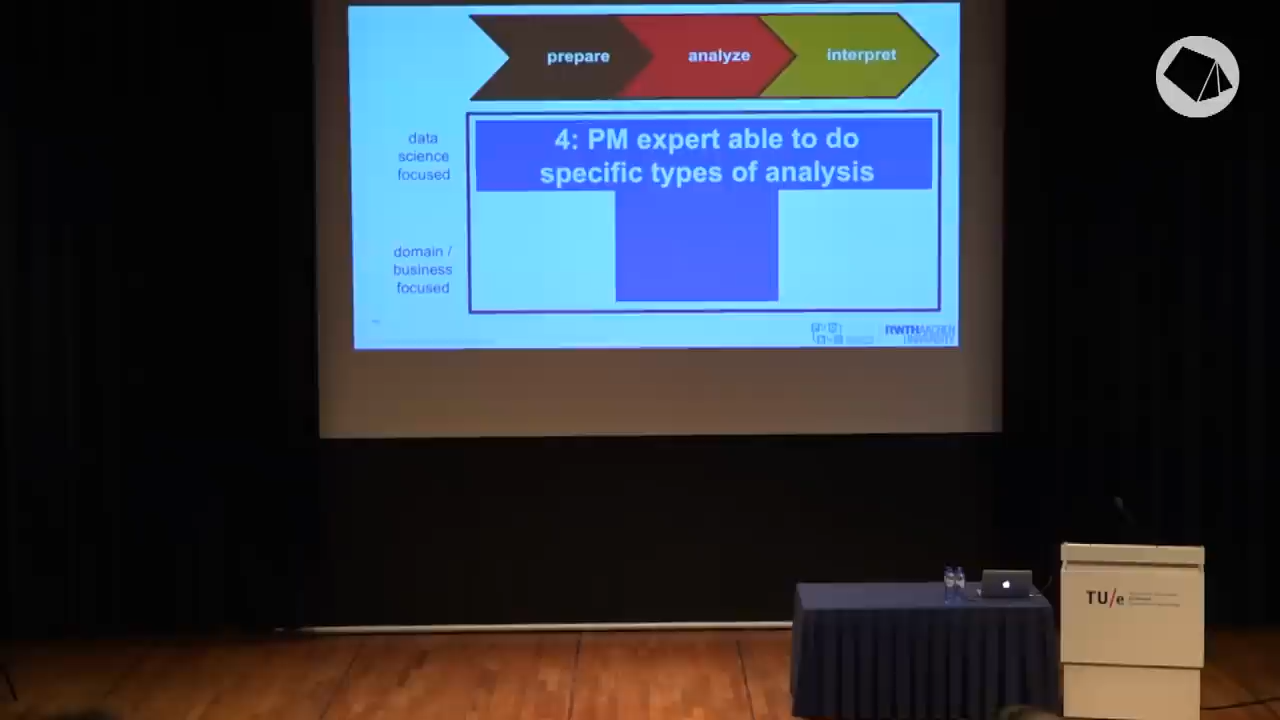 prepare
analyze
interpret
data
science
focused
4: PM expert able to do
specific types of analysis
domain /
business
focused
RWTHAACHEN
UNIVERSITY
TU/e